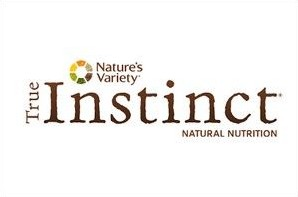 Nature's
Variety®
True
Instinct®
NATURAL NUTRITION